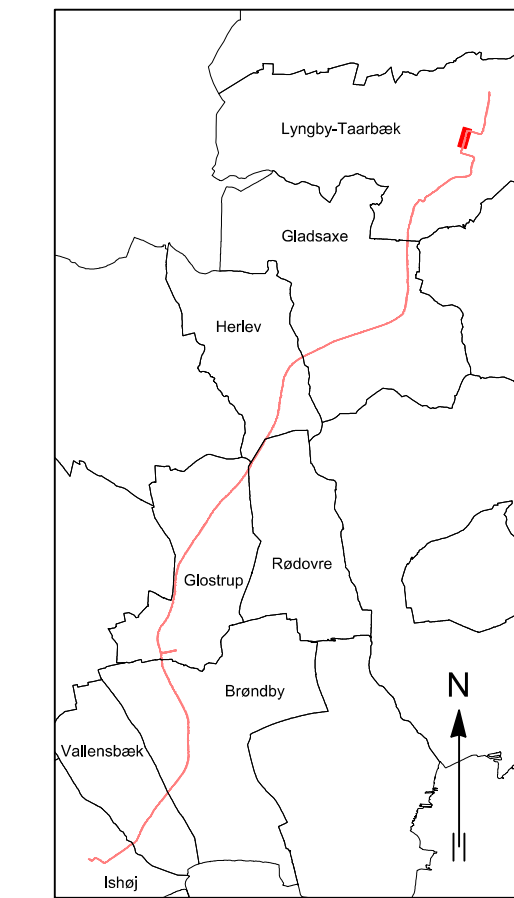 Lyngby-Taarbæk
Gladsaxe
Herlev
Rødovre
Glostrup
N
Brøndby
Vallensbæk
Ishøj